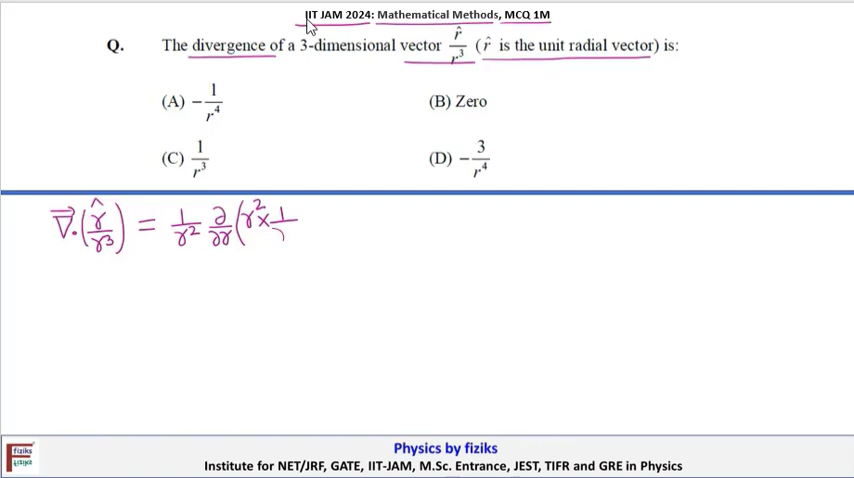 IIT JAM 2024: Mathematical Methods, MCQ 1M
Q. The divergence of a 3-dimensional vector r̂/r³ (r̂ is the unit radial vector) is:
(A) −1/r⁴ (B) Zero
(C) 1/r³ (D) −3/r⁴
∇⃗·(r̂/r³) = 1/r² ∂/∂r (r² × 1/
fiziks
Physics by fiziks
Institute for NET/JRF, GATE, IIT-JAM, M.Sc. Entrance, JEST, TIFR and GRE in Physics